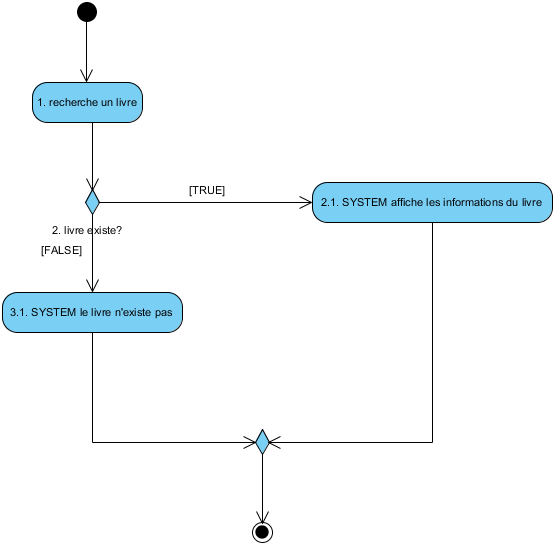 1. recherche un livre
[TRUE]
2.1. SYSTEM affiche les informations du livre
2. livre existe?
[FALSE]
3.1. SYSTEM le livre n'existe pas